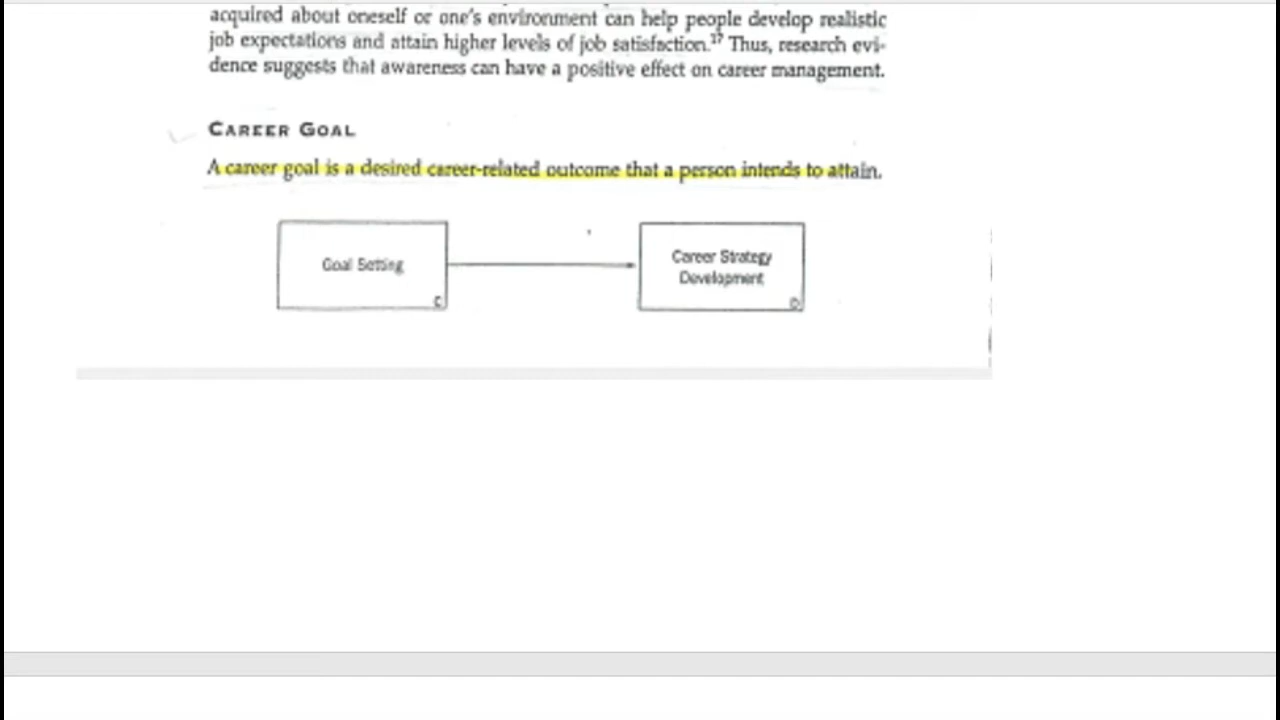 acquired about oneself or one's environment can help people develop realistic
job expectations and attain higher levels of job satisfaction.17 Thus, research evi-
dence suggests that awareness can have a positive effect on career management.
CAREER GOAL
A career goal is a desired career-related outcome that a person intends to attain.
Goal Setting
C
Career Strategy
Development
D